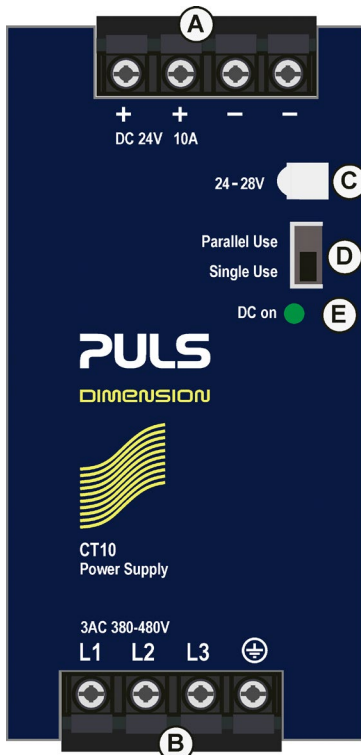 A
+ + − −
DC 24V 10A
24-28V C
Parallel Use
D
Single Use
DC on E
PULS
DIMENSION
CT10
Power Supply
3AC 380-480V
L1 L2 L3
B